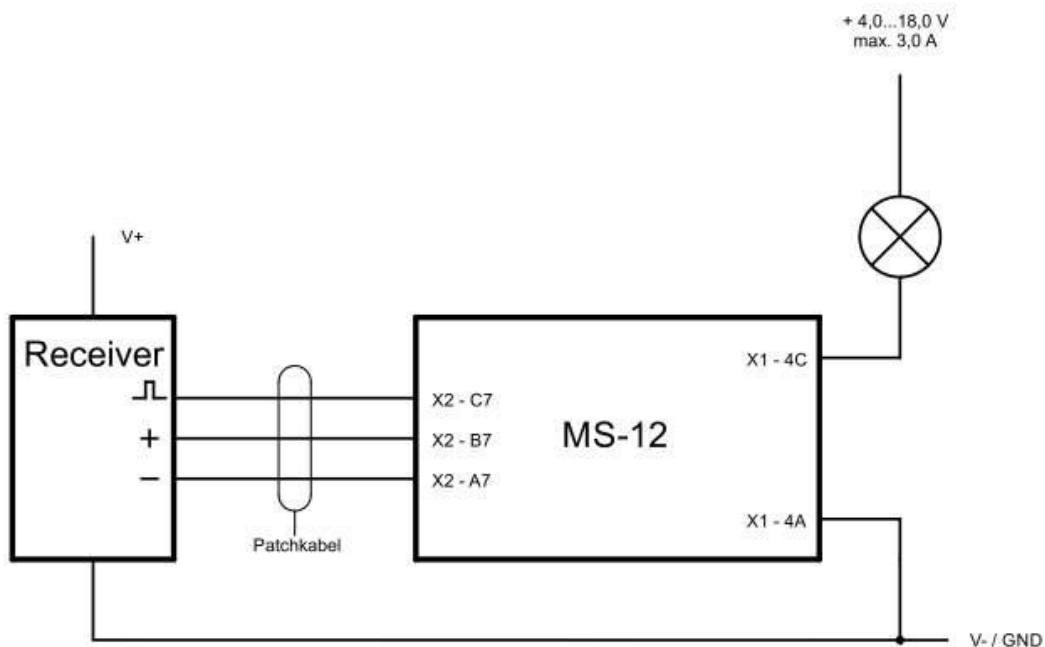 + 4,0...18,0 V
max. 3,0 A
V+
Receiver
+
−
Patchkabel
X2 - C7
X2 - B7
X2 - A7
MS-12
X1 - 4C
X1 - 4A
V- / GND